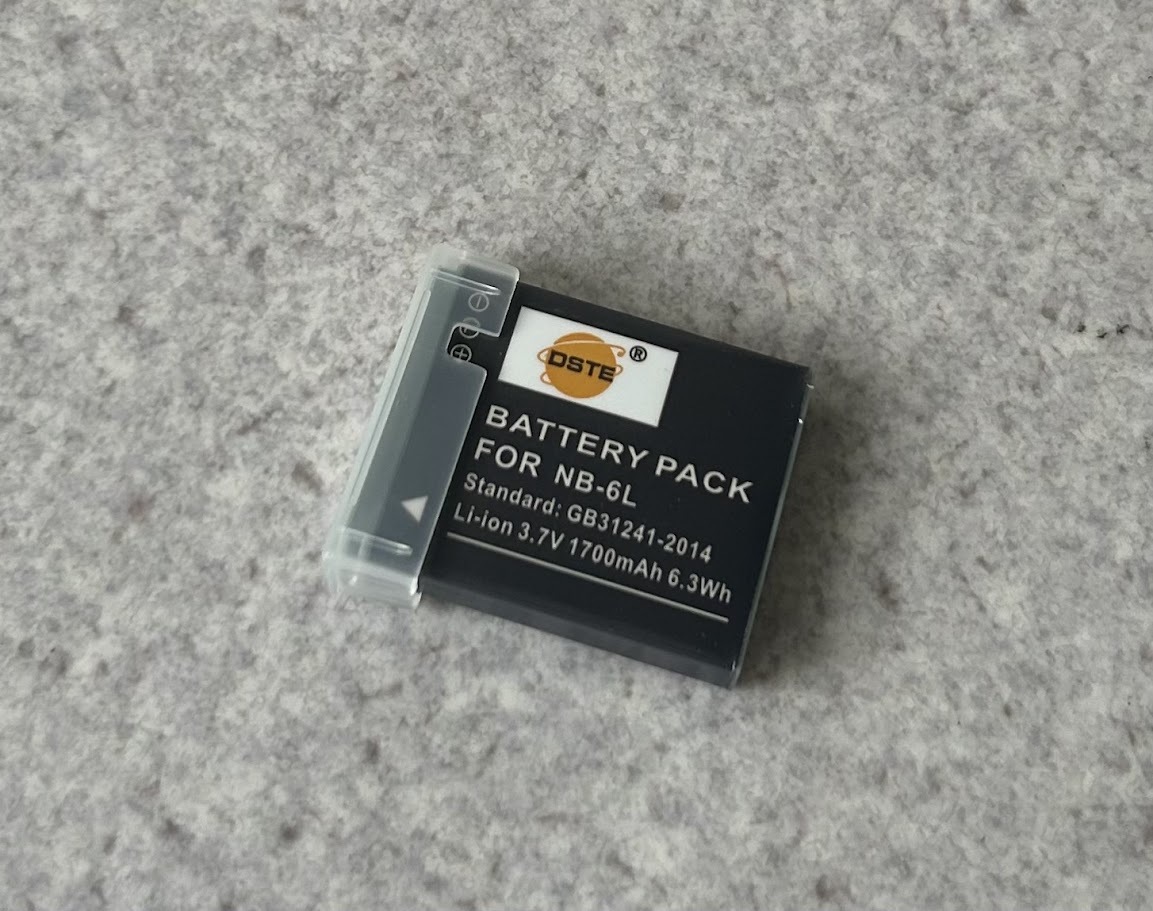 DSTE®
BATTERY PACK
FOR NB-6L
Standard: GB31241-2014
Li-ion 3.7V 1700mAh 6.3Wh